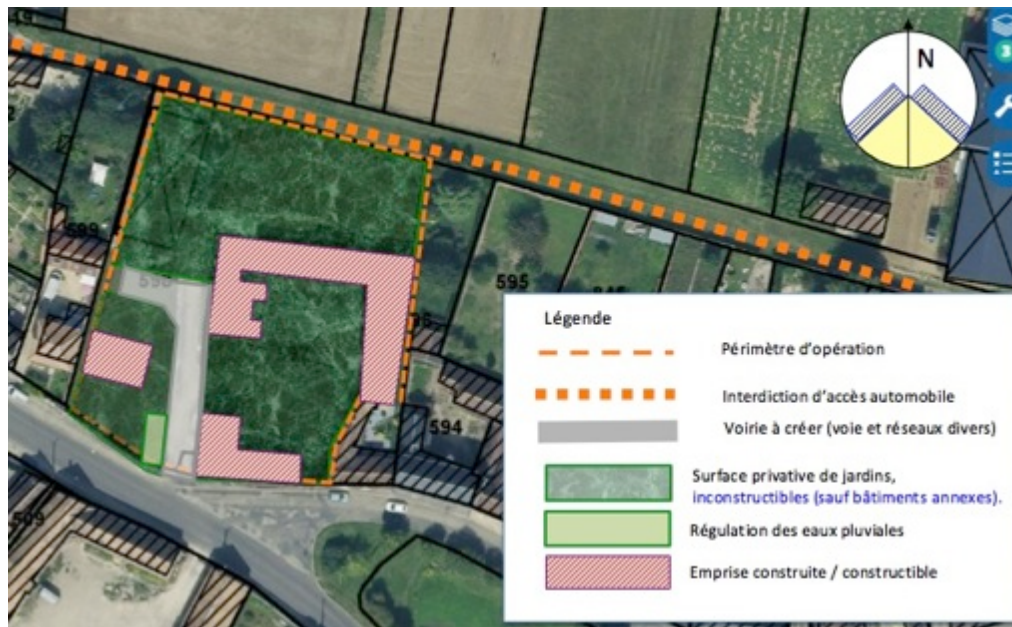 N
3
599
595
594
509
Légende
Périmètre d'opération
Interdiction d'accès automobile
Voirie à créer (voie et réseaux divers)
Surface privative de jardins,
inconstructibles (sauf bâtiments annexes).
Régulation des eaux pluviales
Emprise construite / constructible